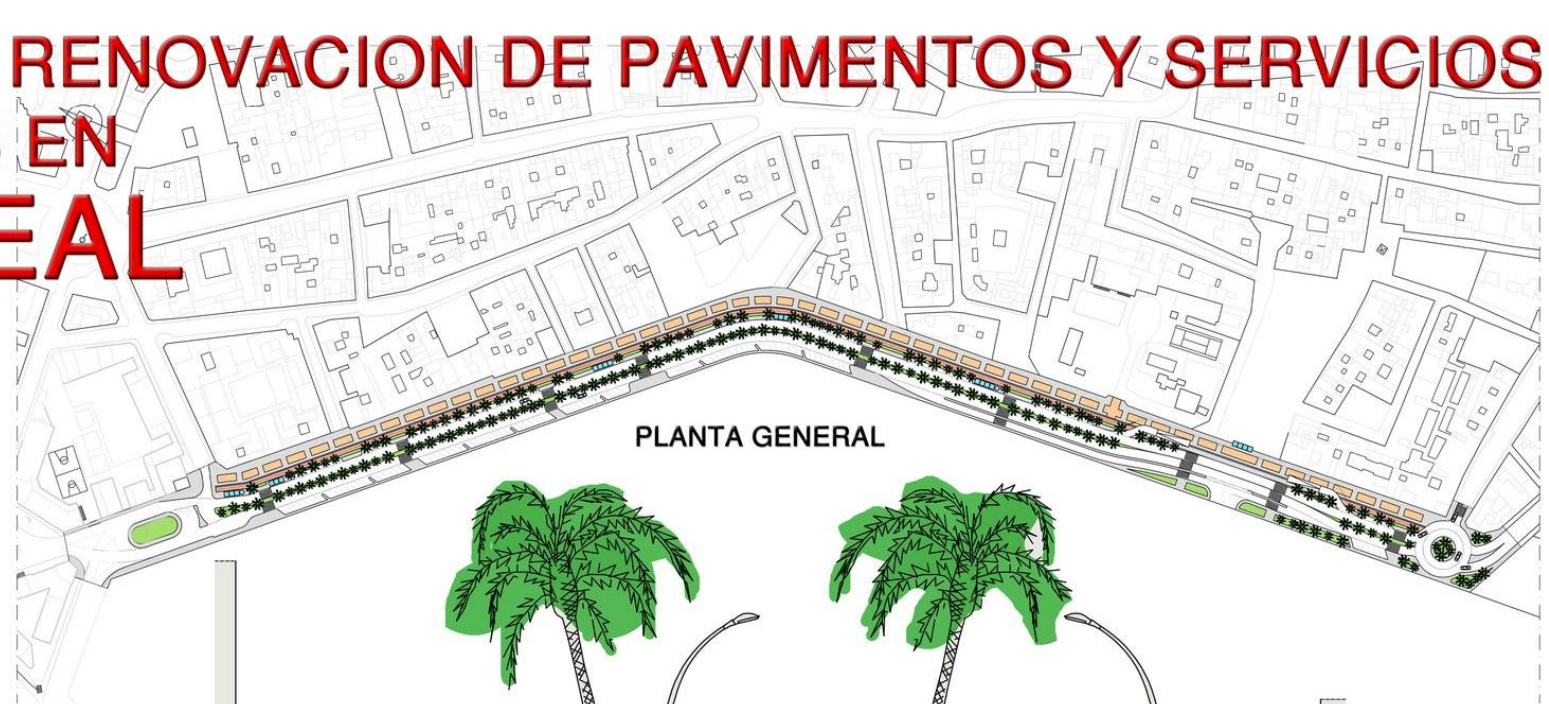 RENOVACION DE PAVIMENTOS Y SERVICIOS
EN
EAL
PLANTA GENERAL